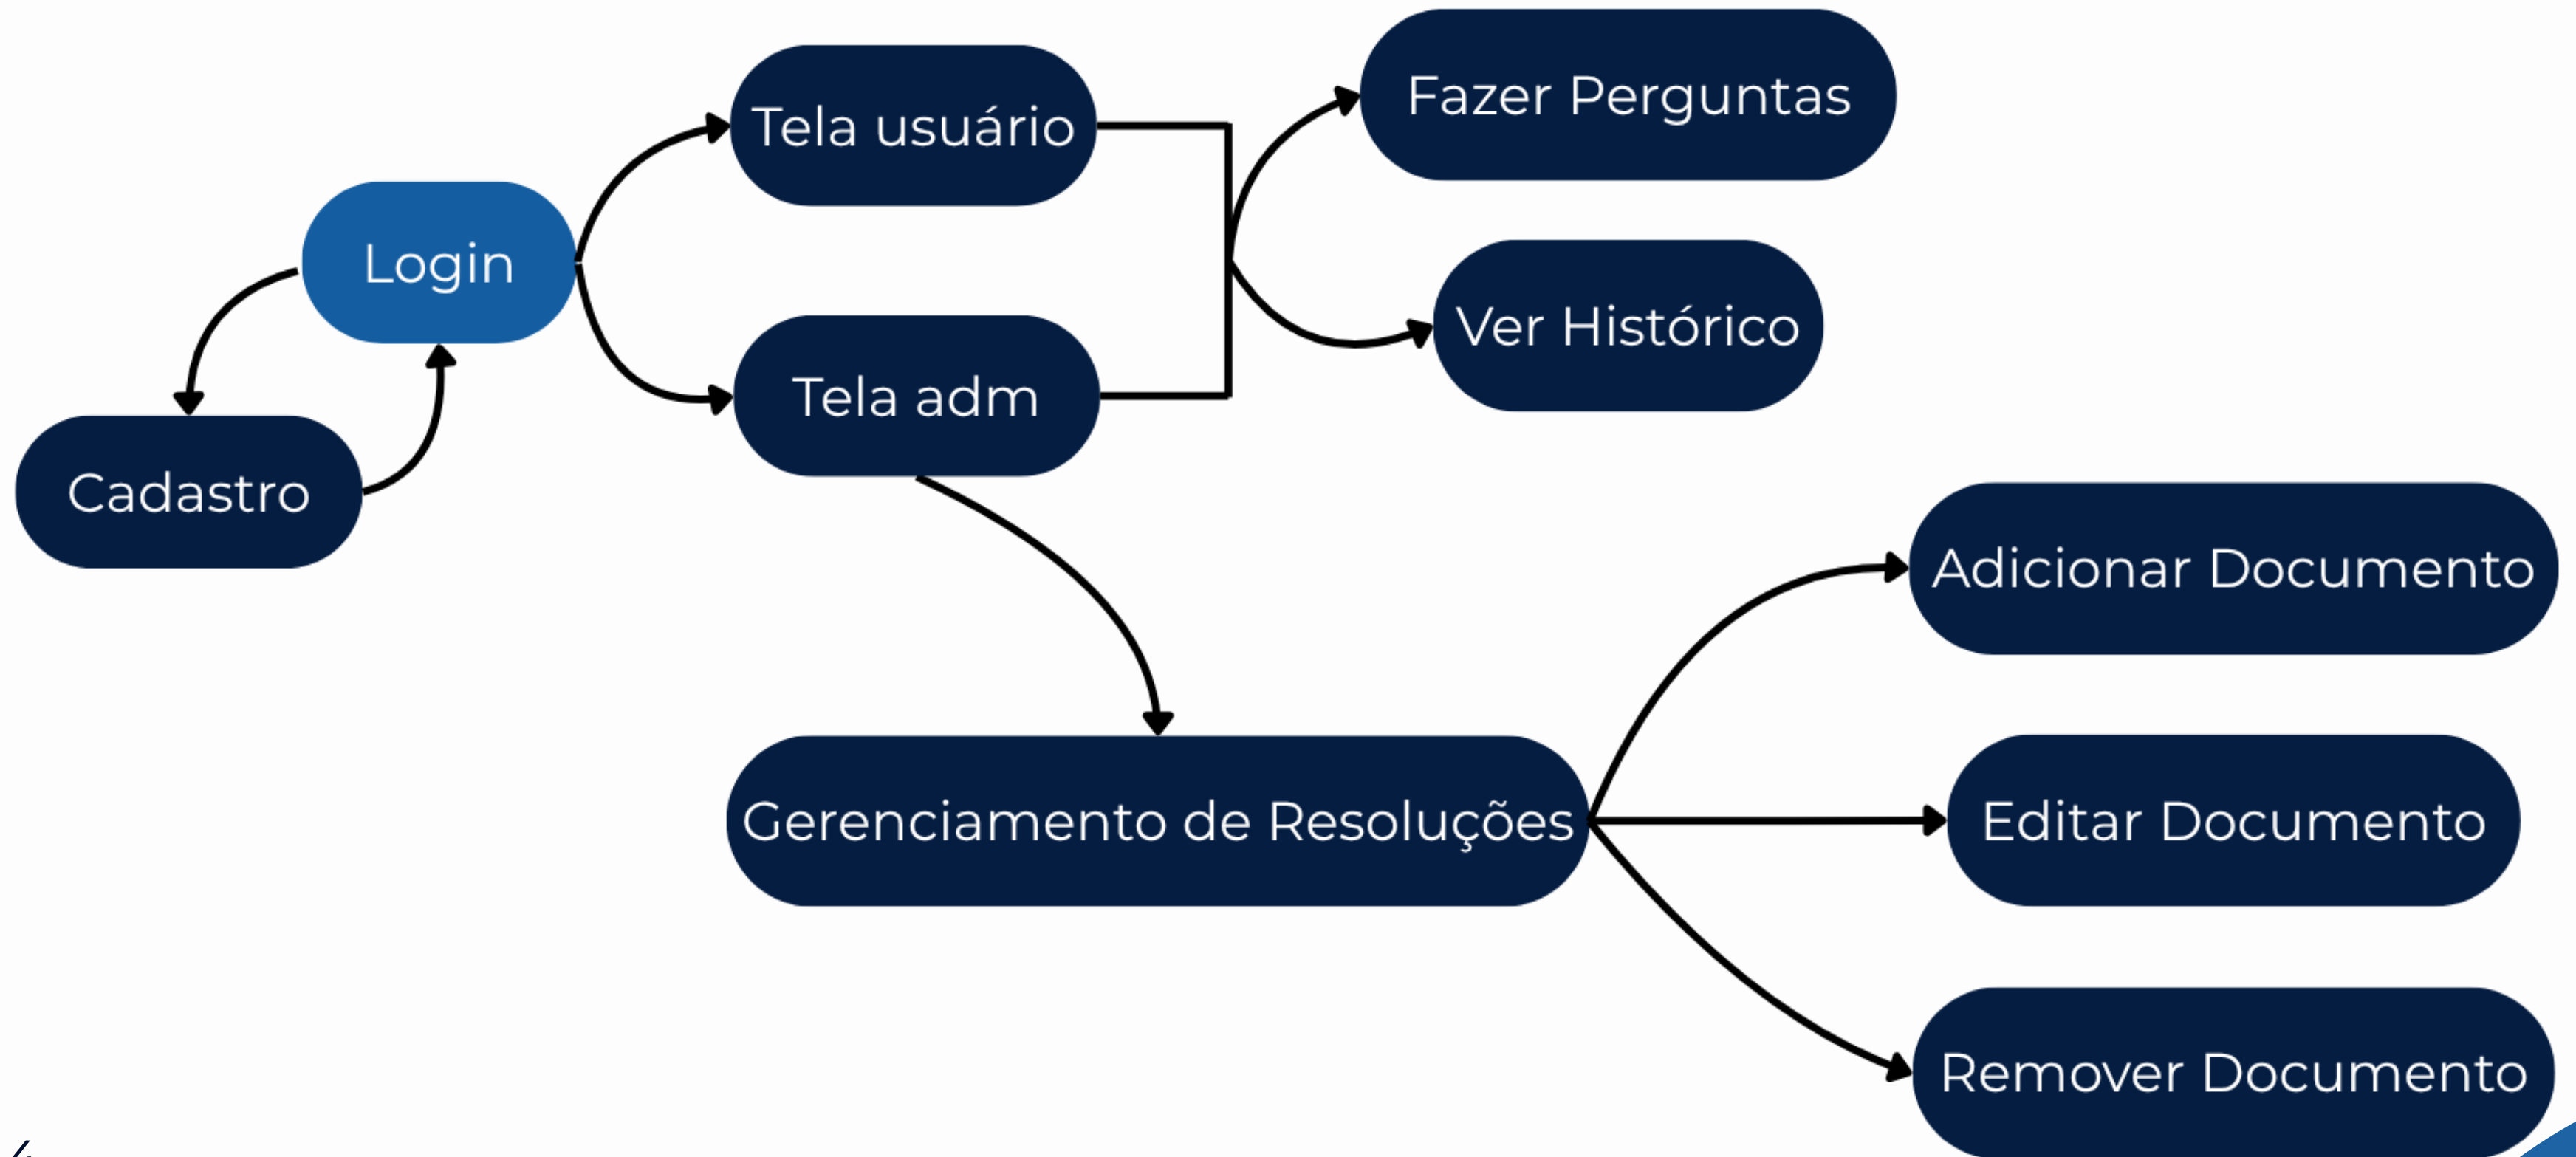 Login
Cadastro
Tela usuário
Tela adm
Fazer Perguntas
Ver Histórico
Gerenciamento de Resoluções
Adicionar Documento
Editar Documento
Remover Documento